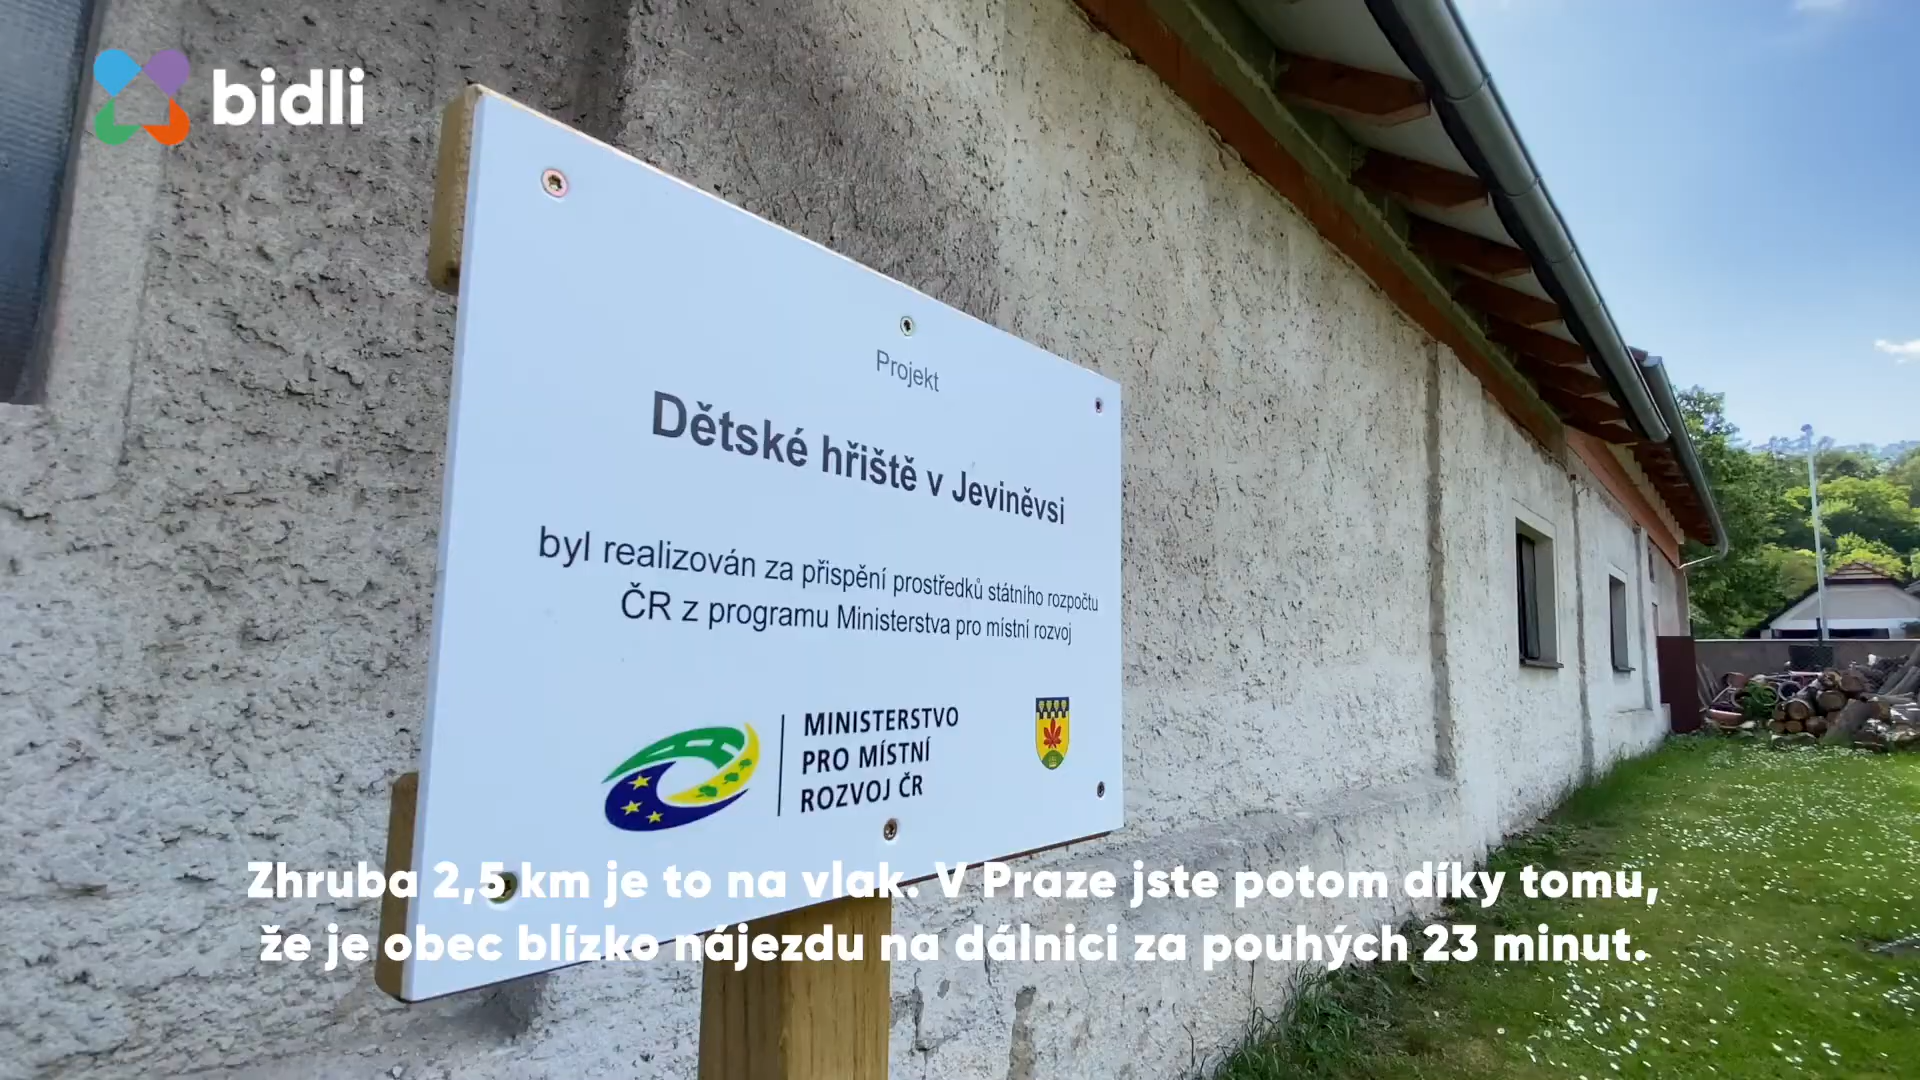 bidli
Projekt
Dětské hřiště v Jeviněvsi
byl realizován za přispění prostředků státního rozpočtu
ČR z programu Ministerstva pro místní rozvoj
MINISTERSTVO
PRO MÍSTNÍ
ROZVOJ ČR
Zhruba 2,5 km je to na vlak. V Praze jste potom díky tomu,
že je obec blízko nájezdu na dálnici za pouhých 23 minut.